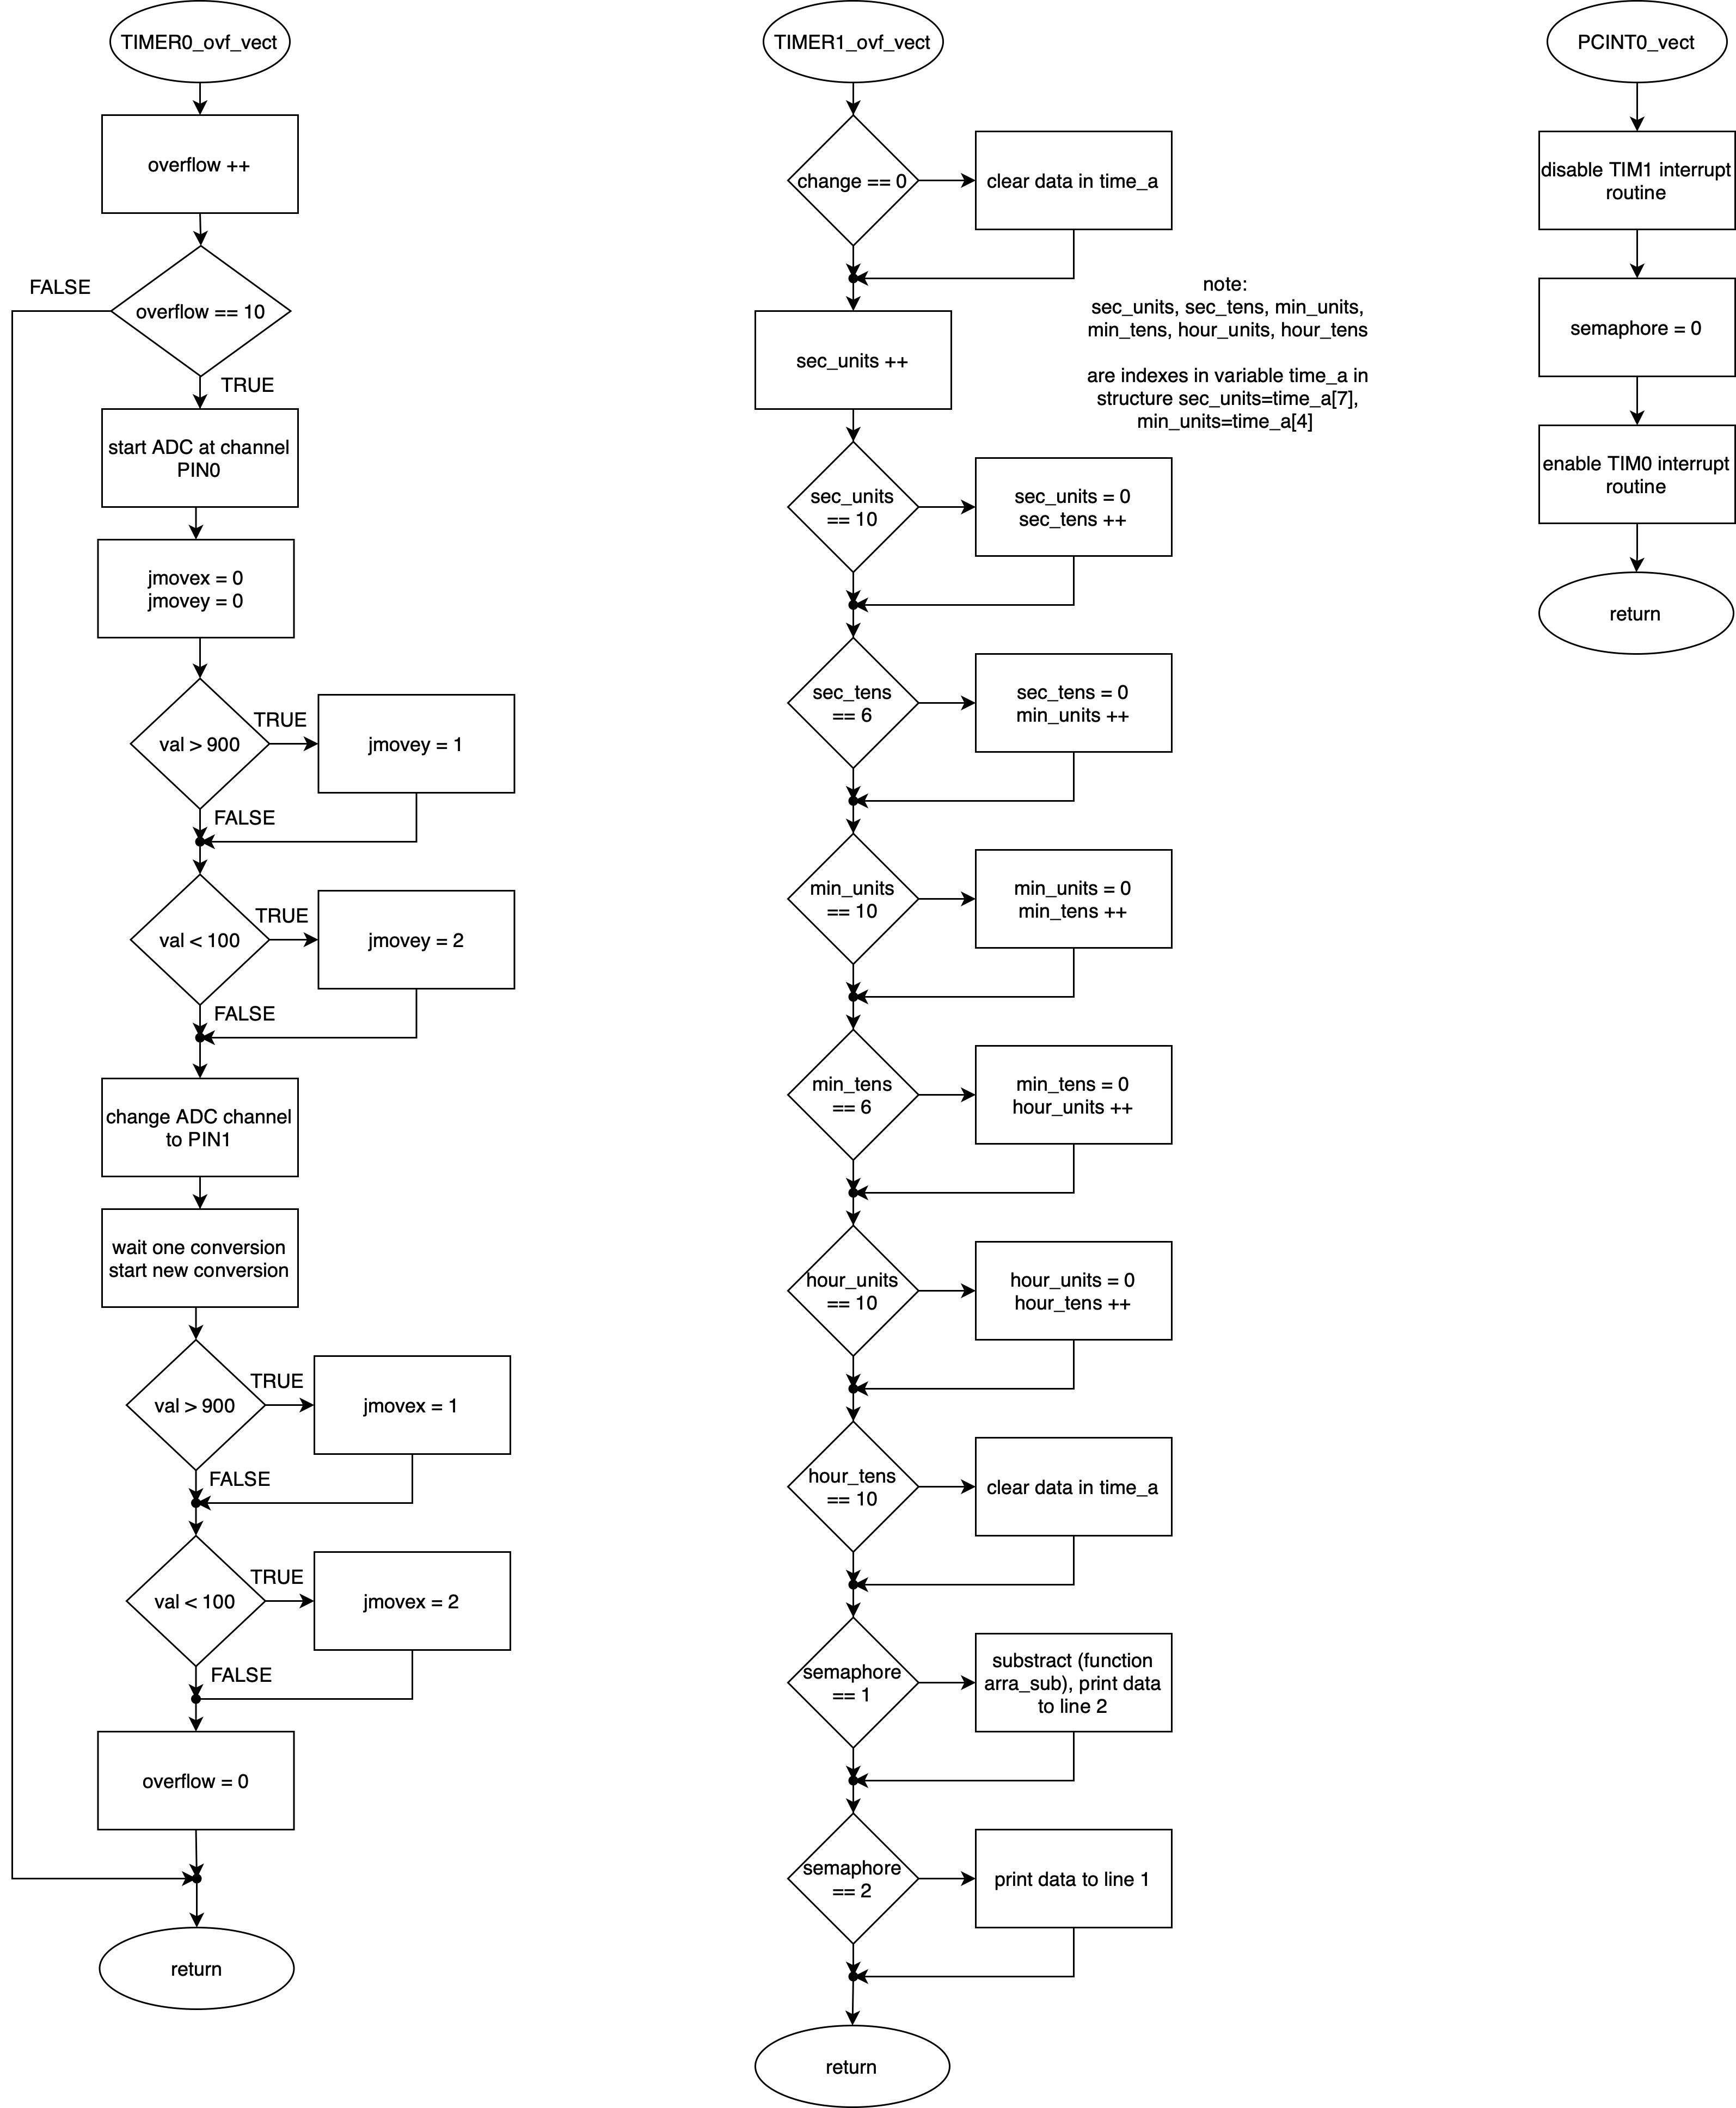 TIMER0_ovf_vect
overflow ++
FALSE
overflow == 10
TRUE
start ADC at channel
PIN0
jmovex = 0
jmovey = 0
val > 900
TRUE
jmovey = 1
FALSE
val < 100
TRUE
jmovey = 2
FALSE
change ADC channel
to PIN1
wait one conversion
start new conversion
val > 900
TRUE
jmovex = 1
FALSE
val < 100
TRUE
jmovex = 2
FALSE
overflow = 0
return
TIMER1_ovf_vect
change == 0
clear data in time_a
note:
sec_units, sec_tens, min_units,
min_tens, hour_units, hour_tens
are indexes in variable time_a in
structure sec_units=time_a[7],
min_units=time_a[4]
sec_units ++
sec_units
== 10
sec_units = 0
sec_tens ++
sec_tens
== 6
sec_tens = 0
min_units ++
min_units
== 10
min_units = 0
min_tens ++
min_tens
== 6
min_tens = 0
hour_units ++
hour_units
== 10
hour_units = 0
hour_tens ++
hour_tens
== 10
clear data in time_a
semaphore
== 1
substract (function
arra_sub), print data
to line 2
semaphore
== 2
print data to line 1
return
PCINT0_vect
disable TIM1 interrupt
routine
semaphore = 0
enable TIM0 interrupt
routine
return